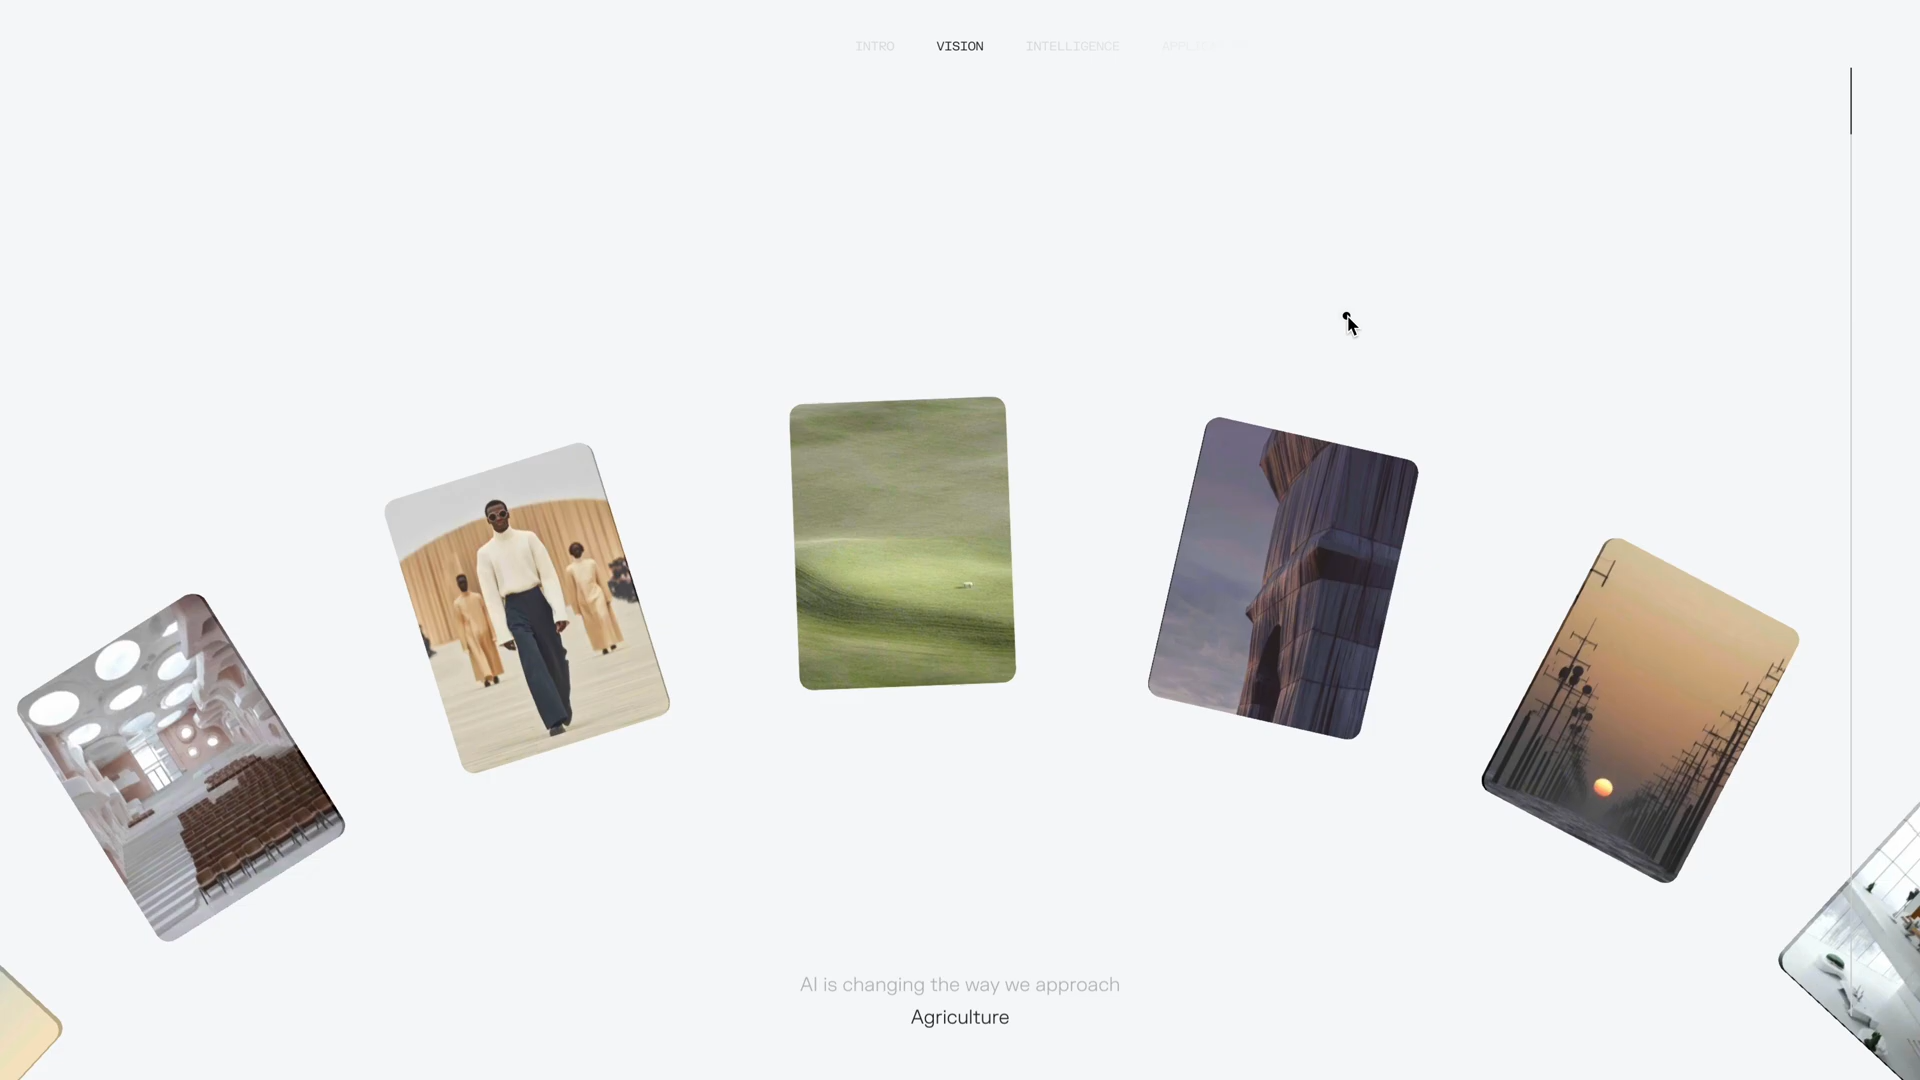 INTRO VISION INTELLIGENCE
AI is changing the way we approach
Agriculture